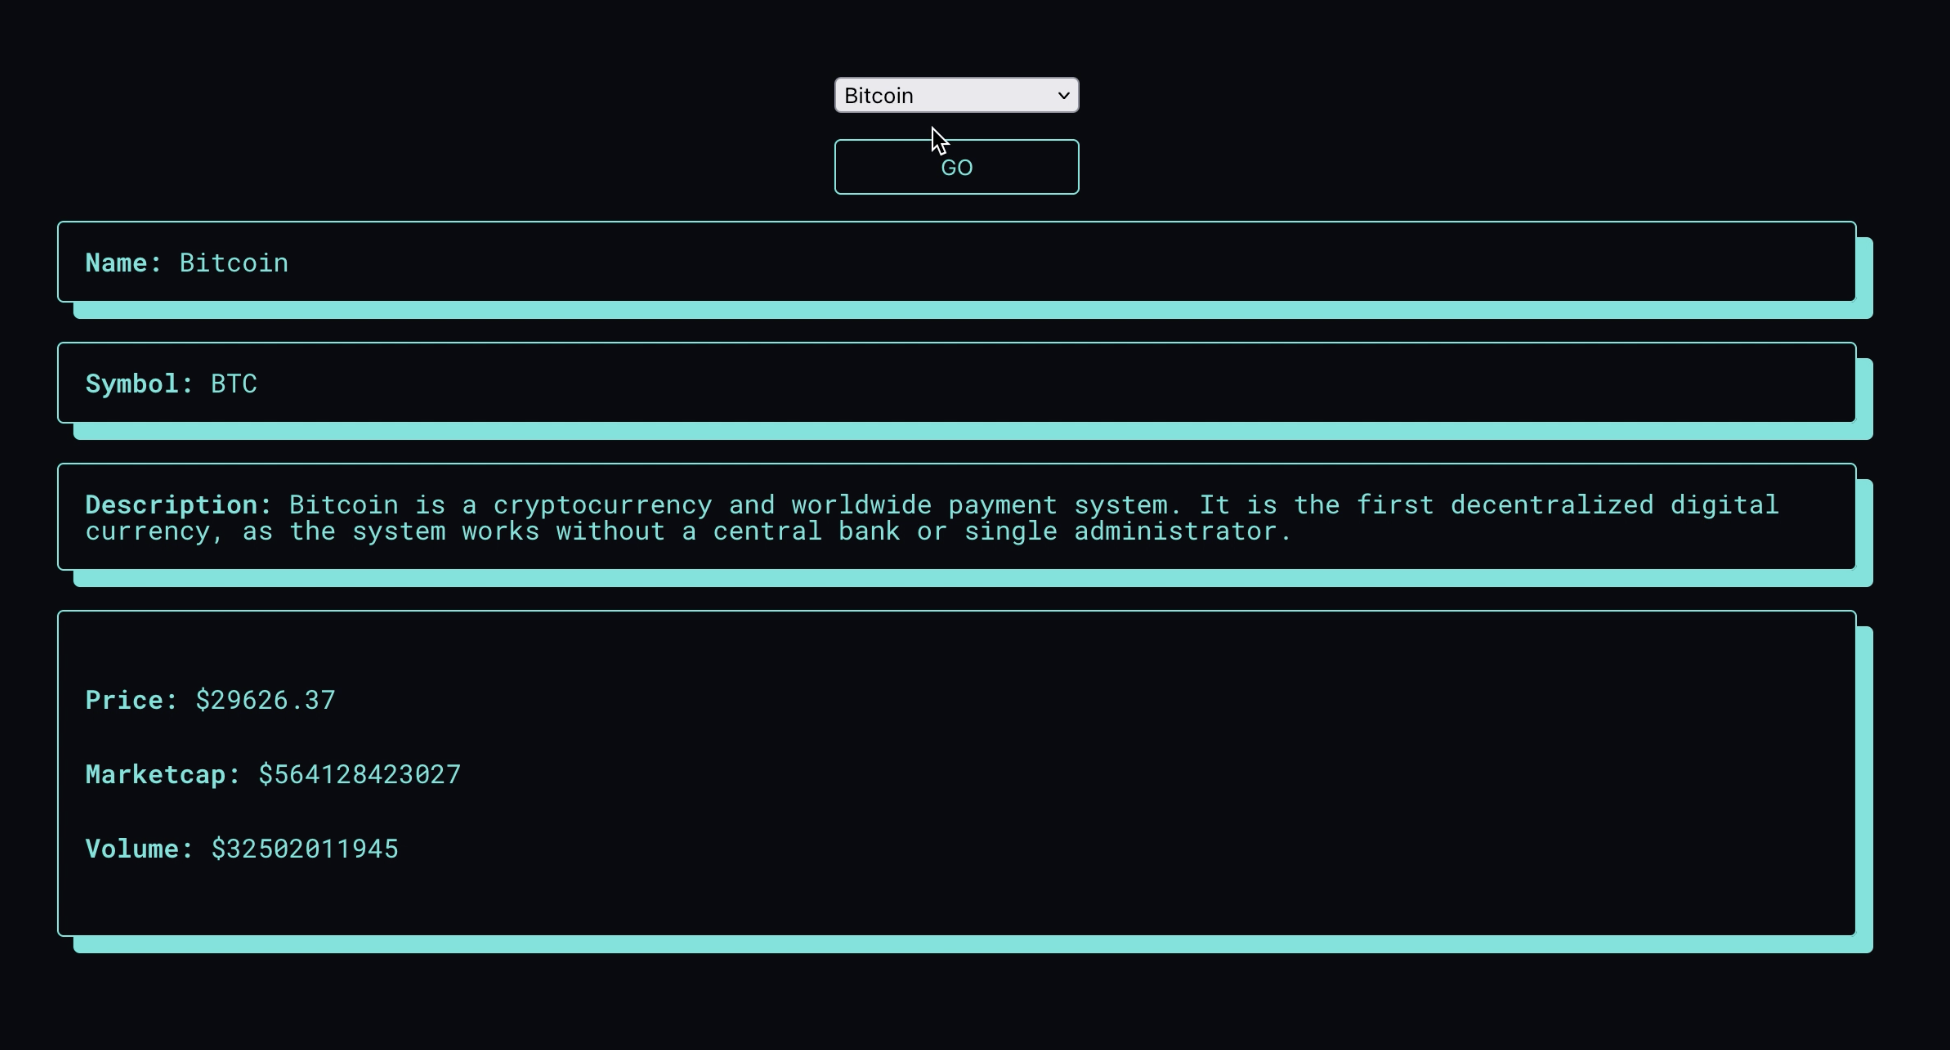 Bitcoin
GO
Name: Bitcoin
Symbol: BTC
Description: Bitcoin is a cryptocurrency and worldwide payment system. It is the first decentralized digital
currency, as the system works without a central bank or single administrator.
Price: $29626.37
Marketcap: $564128423027
Volume: $32502011945